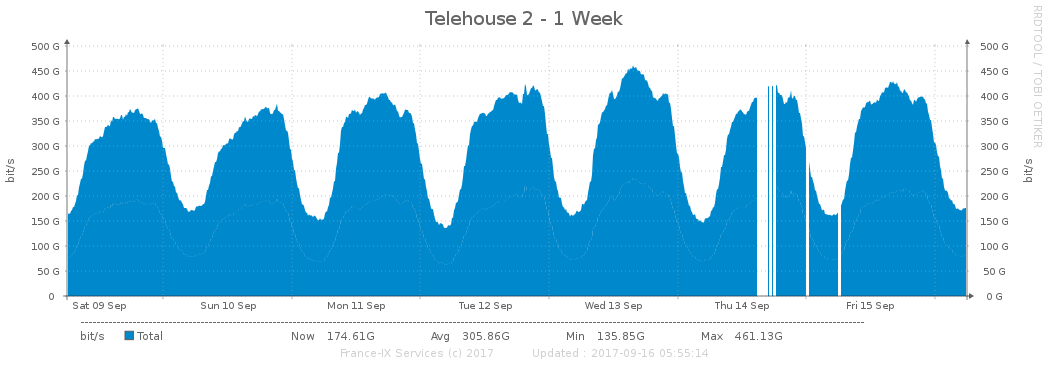 Telehouse 2 - 1 Week
RRDTOOL / TOBI OETIKER
bit/s
500 G 500 G
450 G 450 G
400 G 400 G
350 G 350 G
300 G 300 G
250 G 250 G
200 G 200 G
150 G 150 G
100 G 100 G
50 G 50 G
0 0 G
bit/s
Sat 09 Sep Sun 10 Sep Mon 11 Sep Tue 12 Sep Wed 13 Sep Thu 14 Sep Fri 15 Sep
bit/s Total Now 174.61G Avg 305.86G Min 135.85G Max 461.13G
France-IX Services (c) 2017 Updated : 2017-09-16 05:55:14